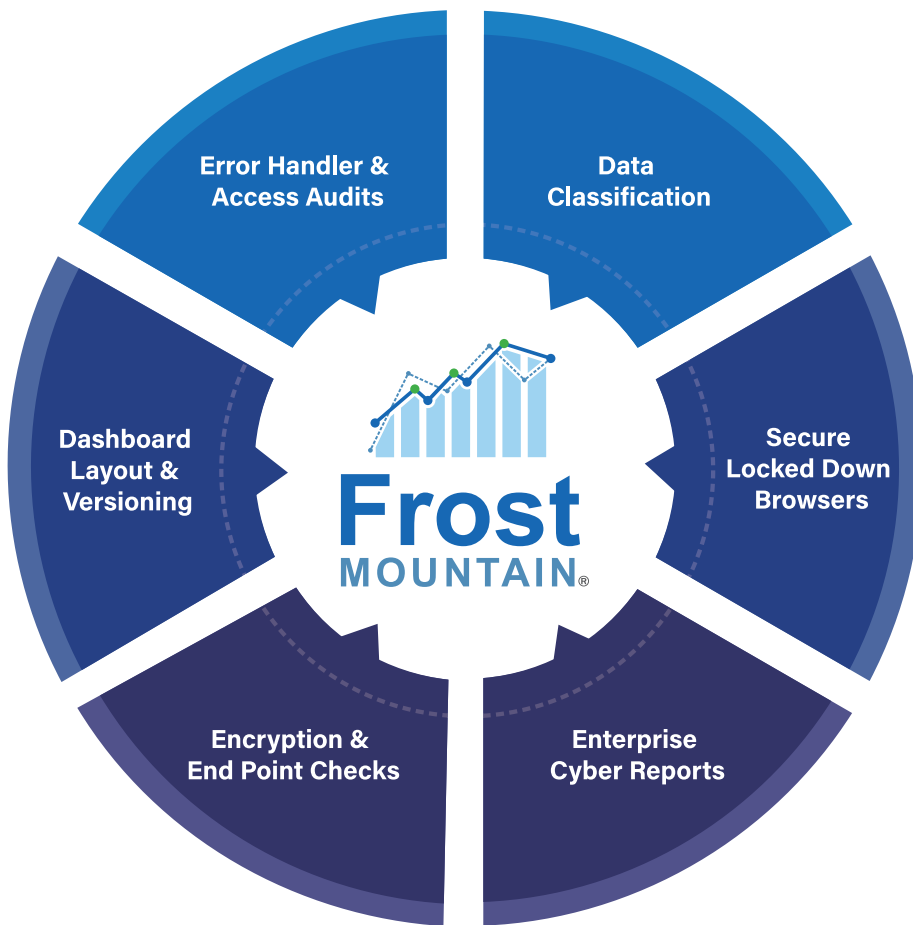 Error Handler &
Access Audits
Data
Classification
Dashboard
Layout &
Versioning
Secure
Locked Down
Browsers
Frost
MOUNTAIN®
Encryption &
End Point Checks
Enterprise
Cyber Reports